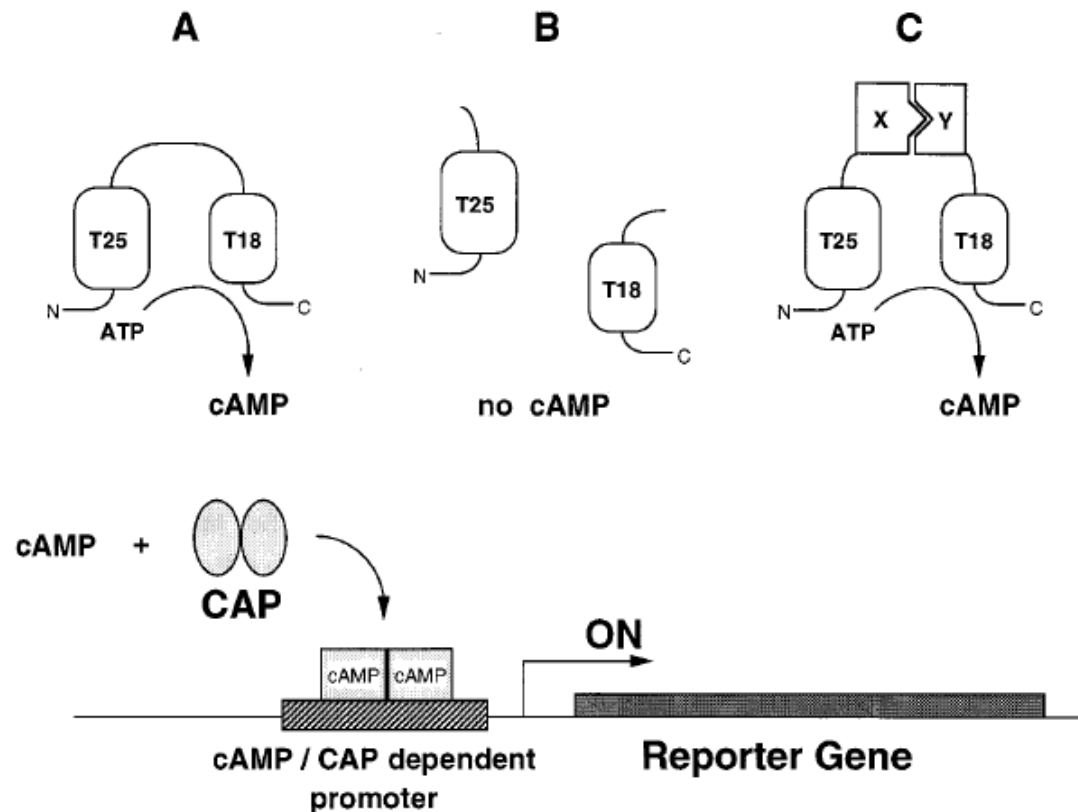 A B C
X Y
T25 T18
T25
T18
T25 T18
N C
N
C
N C
ATP
ATP
cAMP
no cAMP
cAMP
cAMP + CAP
ON
cAMP cAMP
cAMP / CAP dependent
promoter
Reporter Gene